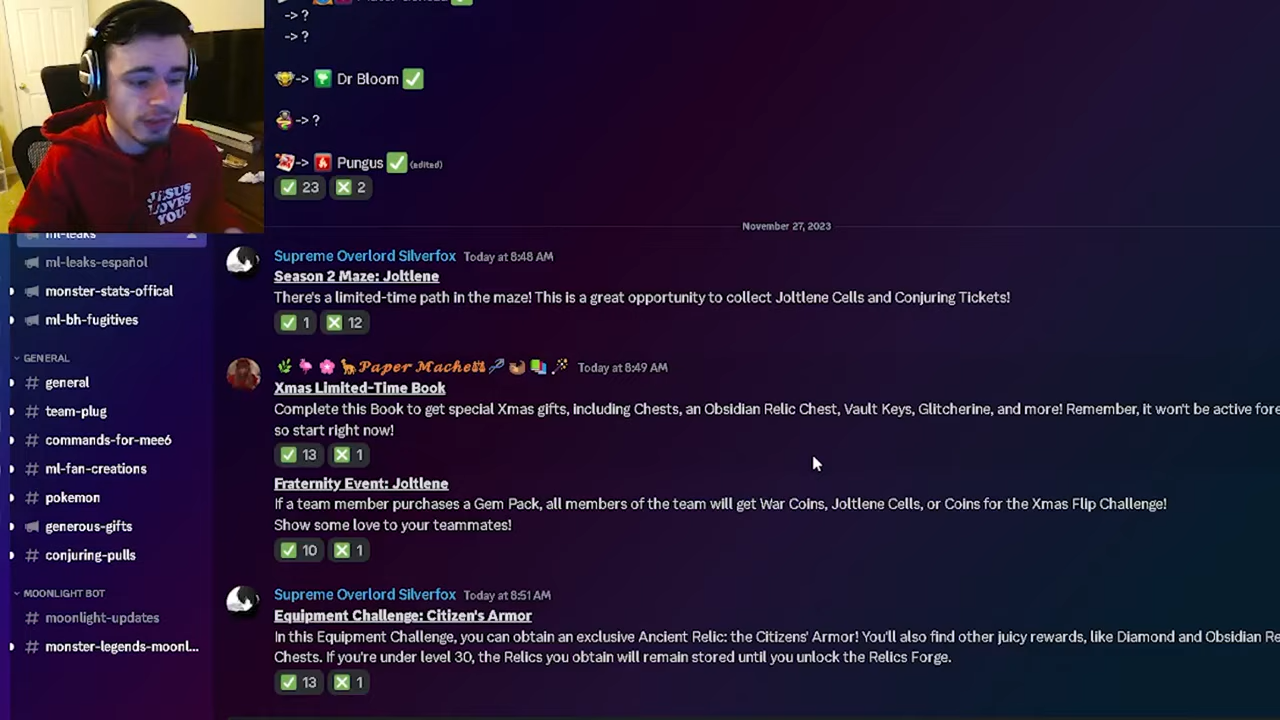 -> ?
-> ?
-> Dr Bloom
-> ?
-> Pungus (edited)
23 2
JESUS
LOVES
YOU.
November 27, 2023
ml-leaks
ml-leaks-español
monster-stats-offical
ml-bh-fugitives
GENERAL
general
team-plug
commands-for-mee6
ml-fan-creations
pokemon
generous-gifts
conjuring-pulls
MOONLIGHT BOT
moonlight-updates
monster-legends-moonl...
Supreme Overlord Silverfox Today at 8:48 AM
Season 2 Maze: Joltlene
There's a limited-time path in the maze! This is a great opportunity to collect Joltlene Cells and Conjuring Tickets!
1 12
Paper Mache Today at 8:49 AM
Xmas Limited-Time Book
Complete this Book to get special Xmas gifts, including Chests, an Obsidian Relic Chest, Vault Keys, Glitcherine, and more! Remember, it won't be active fore
so start right now!
13 1
Fraternity Event: Joltlene
If a team member purchases a Gem Pack, all members of the team will get War Coins, Joltlene Cells, or Coins for the Xmas Flip Challenge!
Show some love to your teammates!
10 1
Supreme Overlord Silverfox Today at 8:51 AM
Equipment Challenge: Citizen's Armor
In this Equipment Challenge, you can obtain an exclusive Ancient Relic: the Citizens' Armor! You'll also find other juicy rewards, like Diamond and Obsidian Re
Chests. If you're under level 30, the Relics you obtain will remain stored until you unlock the Relics Forge.
13 1